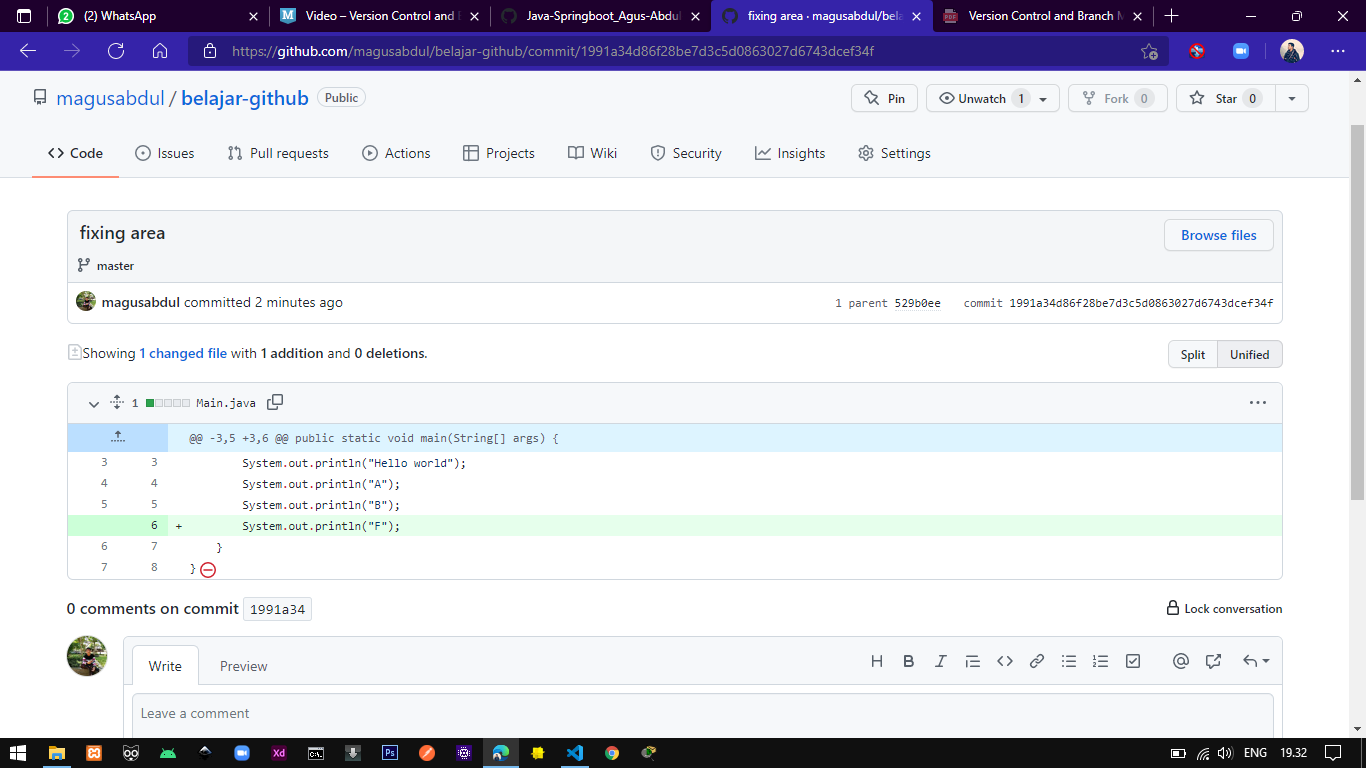 (2) WhatsApp
Video – Version Control and
Java-Springboot_Agus-Abdul
fixing area · magusabdul/bela
Version Control and Branch M
https://github.com/magusabdul/belajar-github/commit/1991a34d86f28be7d3c5d0863027d6743dcef34f
magusabdul / belajar-github Public
Pin
Unwatch 1
Fork 0
Star 0
Code
Issues
Pull requests
Actions
Projects
Wiki
Security
Insights
Settings
fixing area
Browse files
master
magusabdul committed 2 minutes ago
1 parent 529b0ee commit 1991a34d86f28be7d3c5d0863027d6743dcef34f
Showing 1 changed file with 1 addition and 0 deletions.
Split Unified
1 Main.java
@@ -3,5 +3,6 @@ public static void main(String[] args) {
3 3 System.out.println("Hello world");
4 4 System.out.println("A");
5 5 System.out.println("B");
6 + System.out.println("F");
6 7 }
7 8 }
0 comments on commit 1991a34
Lock conversation
Write Preview
Leave a comment
Xd
Ps
ENG 19.32